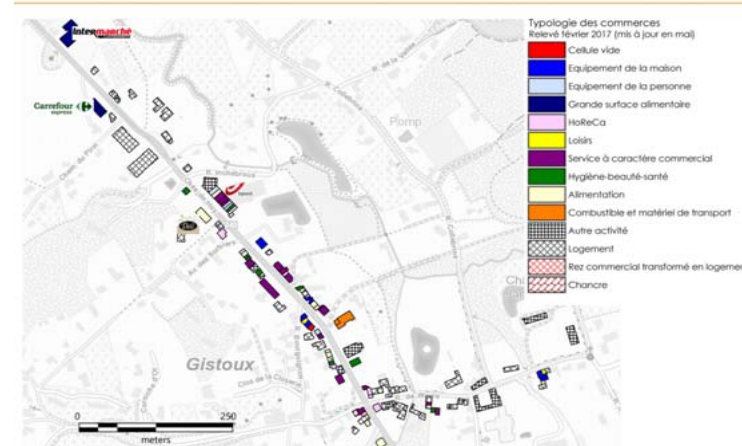 Intermarché
Carrefour
express
Typologie des commerces
Relevé février 2017 (mis à jour en mai)
Cellule vide
Equipement de la maison
Equipement de la personne
Grande surface alimentaire
HoReCa
Loisirs
Service à caractère commercial
Hygiène-beauté-santé
Alimentation
Combustible et matériel de transport
Autre activité
Logement
Rez commercial transformé en logeme
Chancre
Gistoux
0
250
meters